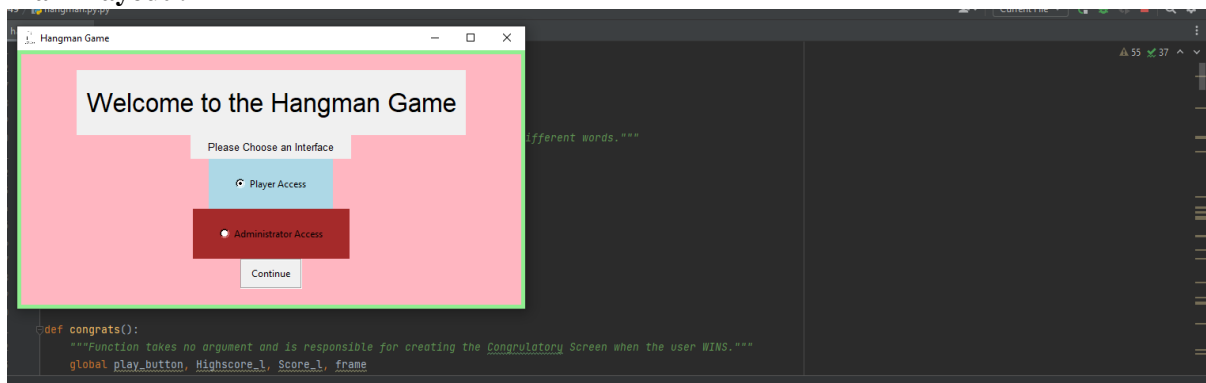 hangman.py.py
Current File
Hangman Game
55 37
Welcome to the Hangman Game
ifferent words."""
Please Choose an Interface
Player Access
Administrator Access
Continue
def congrats():
"""Function takes no argument and is responsible for creating the Congrulatory Screen when the user WINS."""
global play_button, Highscore_l, Score_l, frame